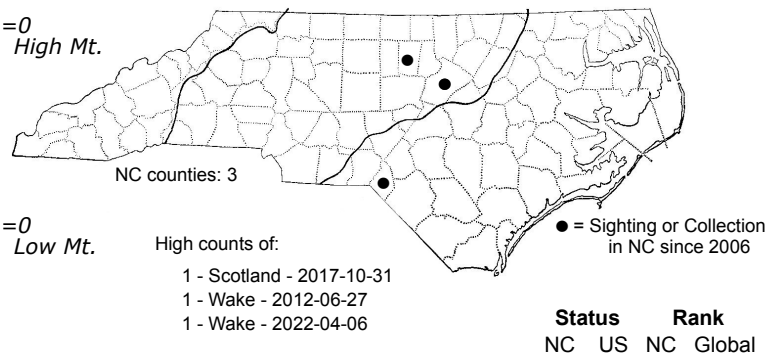 =0
High Mt.
NC counties: 3
=0
Low Mt.
High counts of:
1 - Scotland - 2017-10-31
1 - Wake - 2012-06-27
1 - Wake - 2022-04-06
● = Sighting or Collection
in NC since 2006
Status Rank
NC US NC Global